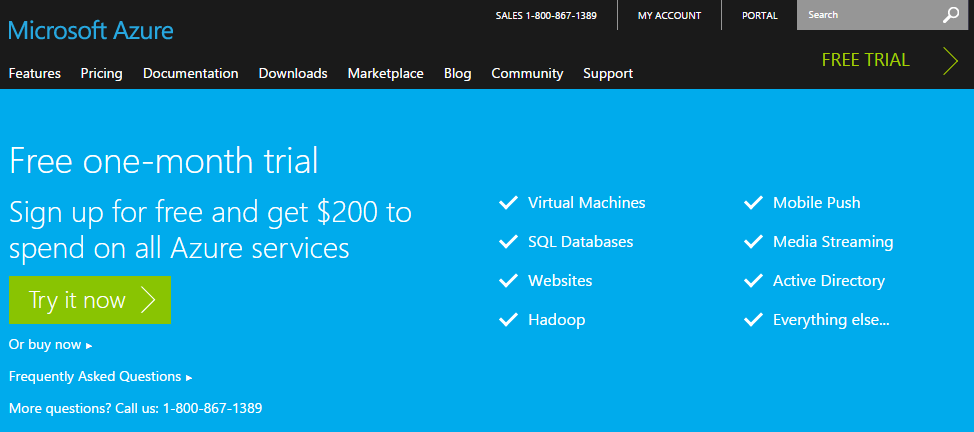 Microsoft Azure
SALES 1-800-867-1389
MY ACCOUNT
PORTAL
Search
Features
Pricing
Documentation
Downloads
Marketplace
Blog
Community
Support
FREE TRIAL
Free one-month trial
Sign up for free and get $200 to
spend on all Azure services
Try it now
Or buy now ▸
Frequently Asked Questions ▸
More questions? Call us: 1-800-867-1389
Virtual Machines
SQL Databases
Websites
Hadoop
Mobile Push
Media Streaming
Active Directory
Everything else...